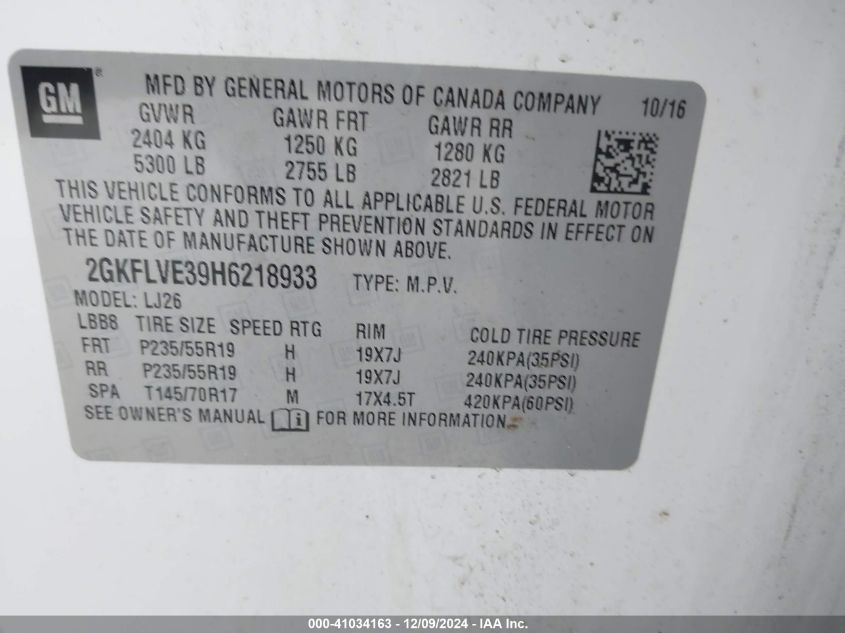 GM® MFD BY GENERAL MOTORS OF CANADA COMPANY 10/16
GVWR GAWR FRT GAWR RR
2404 KG 1250 KG 1280 KG
5300 LB 2755 LB 2821 LB
THIS VEHICLE CONFORMS TO ALL APPLICABLE U.S. FEDERAL MOTOR
VEHICLE SAFETY AND THEFT PREVENTION STANDARDS IN EFFECT ON
THE DATE OF MANUFACTURE SHOWN ABOVE.
2GKFLVE39H6218933 TYPE: M.P.V.
MODEL: LJ26
LBB8 TIRE SIZE SPEED RTG RIM COLD TIRE PRESSURE
FRT P235/55R19 H 19X7J 240KPA(35PSI)
RR P235/55R19 H 19X7J 240KPA(35PSI)
SPA T145/70R17 M 17X4.5T 420KPA(60PSI)
SEE OWNER'S MANUAL i FOR MORE INFORMATION.
000-41034163 - 12/09/2024 - IAA Inc.